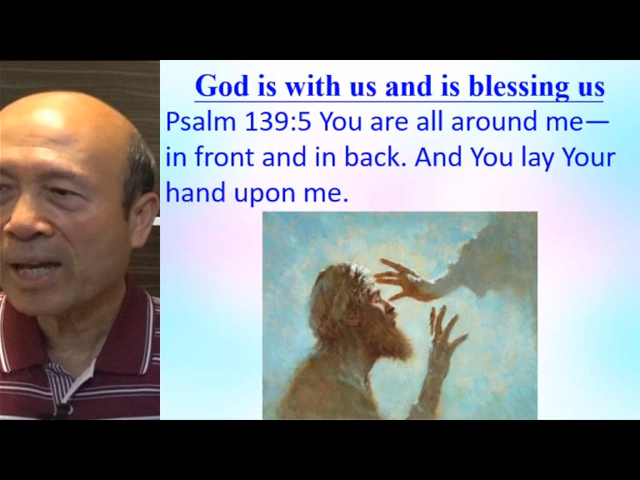 God is with us and is blessing us
Psalm 139:5 You are all around me—
in front and in back. And You lay Your
hand upon me.